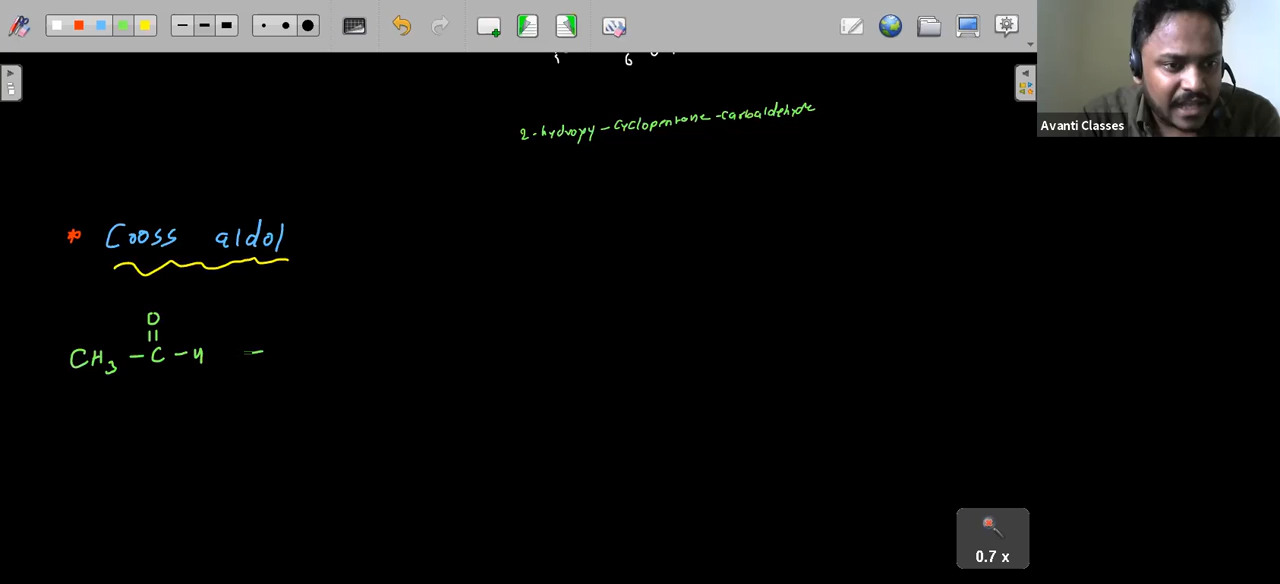 2-hydroxy-cyclopentane-carbaldehyde
* Cross aldol
O
CH3 - C - H
Avanti Classes
0.7 x